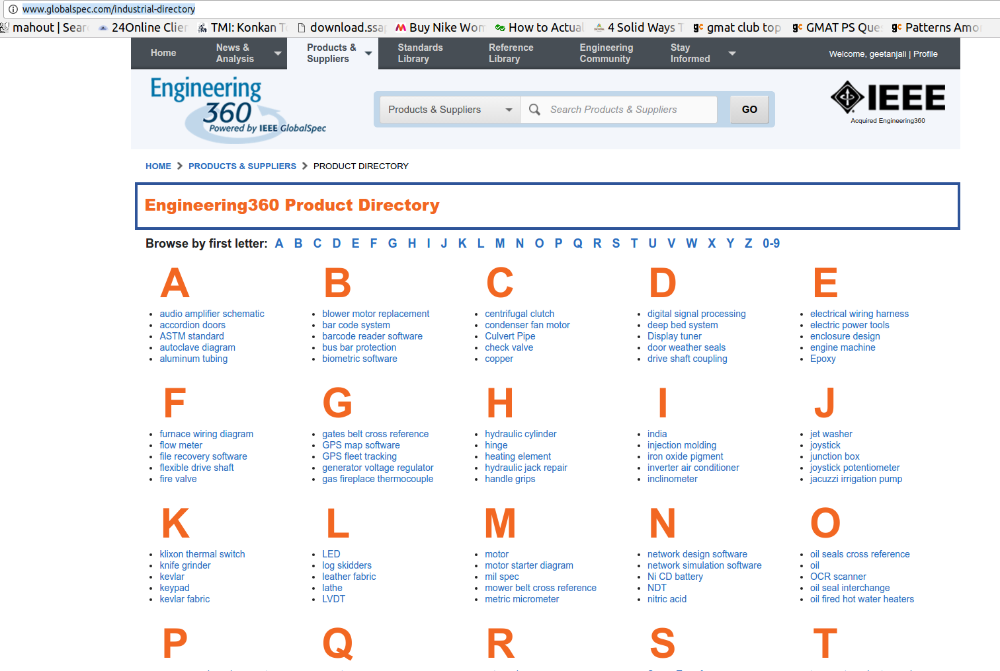 www.globalspec.com/industrial-directory
mahout | Sear
24Online Clier
TMI: Konkan T
download.ssa
Buy Nike Wom
How to Actual
4 Solid Ways T
gmat club top
GMAT PS Ques
Patterns Amo
Home
News &
Analysis
Products &
Suppliers
Standards
Library
Reference
Library
Engineering
Community
Stay
Informed
Welcome, geetanjali | Profile
Engineering
360
Powered by IEEE GlobalSpec
Products & Suppliers
Search Products & Suppliers
GO
IEEE
Acquired Engineering360
HOME > PRODUCTS & SUPPLIERS > PRODUCT DIRECTORY
Engineering360 Product Directory
Browse by first letter: A B C D E F G H I J K L M N O P Q R S T U V W X Y Z 0-9
A
audio amplifier schematic
accordion doors
ASTM standard
autoclave diagram
aluminum tubing
B
blower motor replacement
bar code system
barcode reader software
bus bar protection
biometric software
C
centrifugal clutch
condenser fan motor
Culvert Pipe
check valve
copper
D
digital signal processing
deep bed system
Display tuner
door weather seals
drive shaft coupling
E
electrical wiring harness
electric power tools
enclosure design
engine machine
Epoxy
F
furnace wiring diagram
flow meter
file recovery software
flexible drive shaft
fire valve
G
gates belt cross reference
GPS map software
GPS fleet tracking
generator voltage regulator
gas fireplace thermocouple
H
hydraulic cylinder
hinge
heating element
hydraulic jack repair
handle grips
I
india
injection molding
iron oxide pigment
inverter air conditioner
inclinometer
J
jet washer
joystick
junction box
joystick potentiometer
jacuzzi irrigation pump
K
klixon thermal switch
knife grinder
kevlar
keypad
kevlar fabric
L
LED
log skidders
leather fabric
lathe
LVDT
M
motor
motor starter diagram
mil spec
mower belt cross reference
metric micrometer
N
network design software
network simulation software
Ni CD battery
NDT
nitric acid
O
oil seals cross reference
oil
OCR scanner
oil seal interchange
oil fired hot water heaters
P
Q
R
S
T